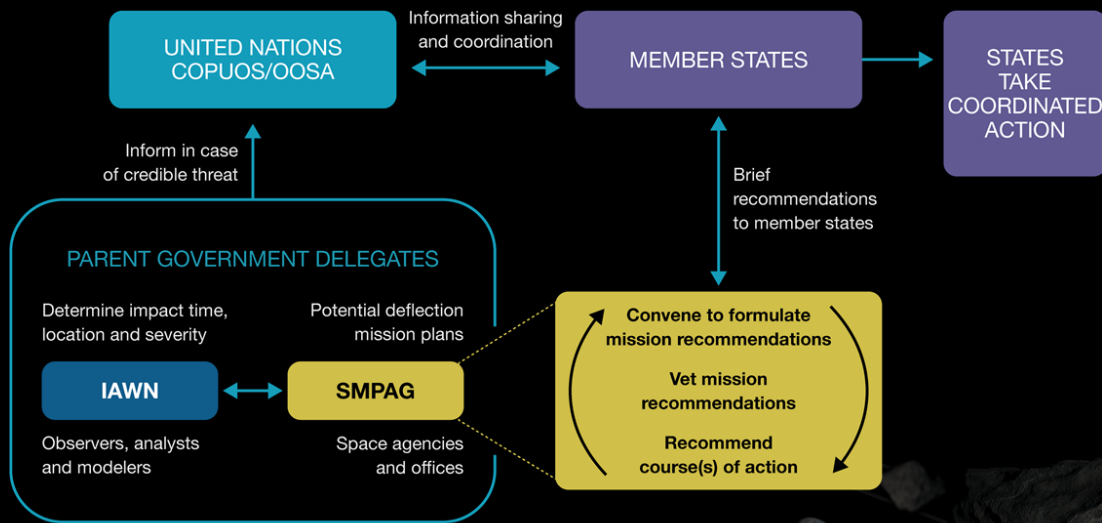 UNITED NATIONS
COPUOS/OOSA
Information sharing
and coordination
MEMBER STATES
STATES
TAKE
COORDINATED
ACTION
Inform in case
of credible threat
Brief
recommendations
to member states
PARENT GOVERNMENT DELEGATES
Determine impact time,
location and severity
IAWN
Observers, analysts
and modelers
Potential deflection
mission plans
SMPAG
Space agencies
and offices
Convene to formulate
mission recommendations
Vet mission
recommendations
Recommend
course(s) of action